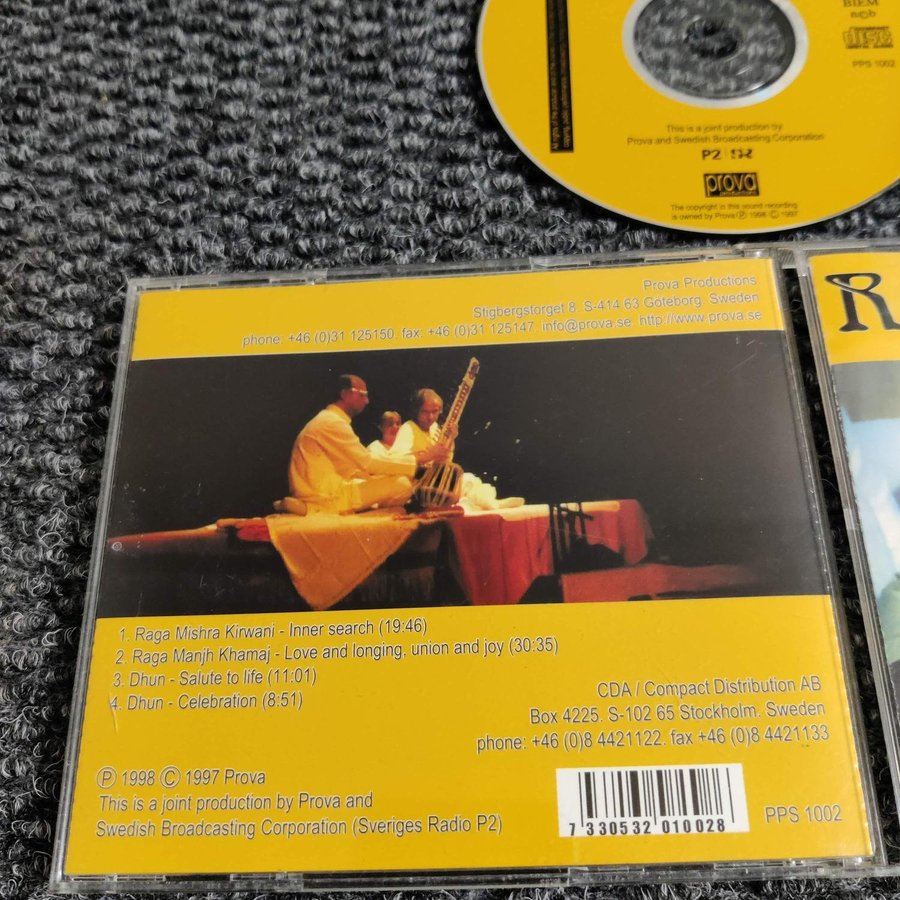 BIEM
n©b
COMPACT
disc
DIGITAL AUDIO
PPS 1002
This is a joint production by
Prova and Swedish Broadcasting Corporation
P2 SR
prova
The copyright in this sound recording
is owned by Prova Ⓟ 1998 © 1997
Prova Productions
Stigbergstorget 8. S-414 63 Göteborg. Sweden
phone: +46 (0)31 125150. fax: +46 (0)31 125147. info@prova.se http://www.prova.se
R
1. Raga Mishra Kirwani - Inner search (19:46)
2. Raga Manjh Khamaj - Love and longing, union and joy (30:35)
3. Dhun - Salute to life (11:01)
4. Dhun - Celebration (8:51)
CDA / Compact Distribution AB
Box 4225. S-102 65 Stockholm. Sweden
phone: +46 (0)8 4421122. fax +46 (0)8 4421133
Ⓟ 1998 © 1997 Prova
This is a joint production by Prova and
Swedish Broadcasting Corporation (Sveriges Radio P2)
7 330532 010028
PPS 1002